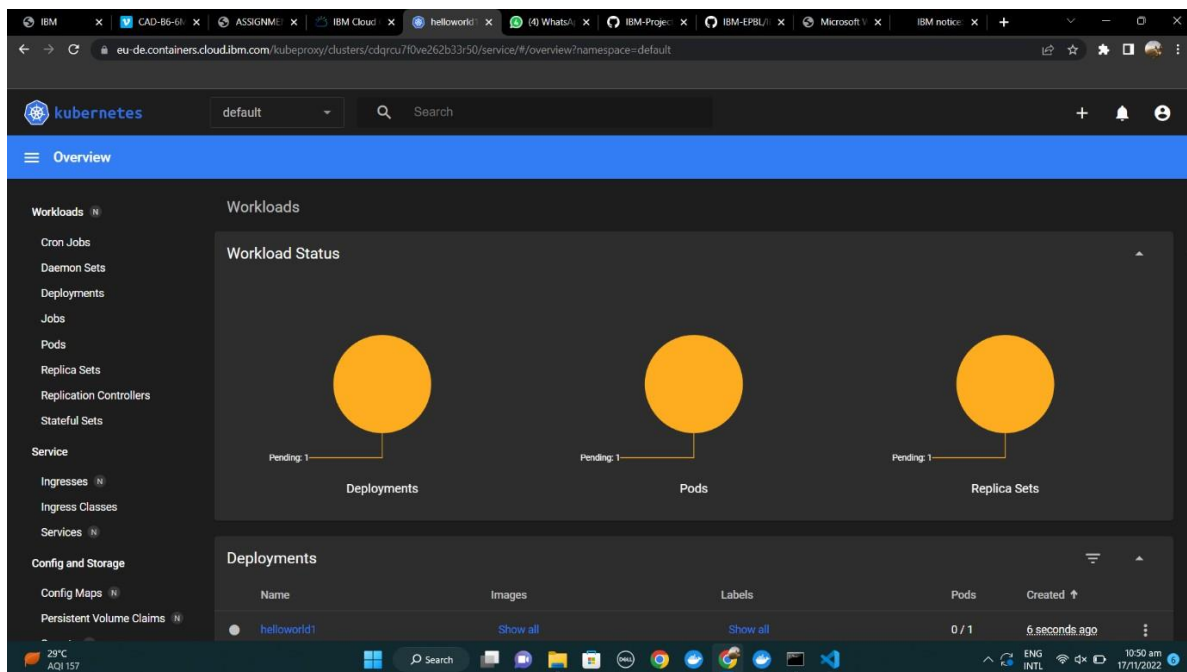 IBM
CAD-B6-6N
ASSIGNME
IBM Cloud
helloworld1
(4) WhatsA
IBM-Projec
IBM-EPBL/I
Microsoft V
IBM notice
eu-de.containers.cloud.ibm.com/kubeproxy/clusters/cdqrcu7f0ve262b33r50/service/#/overview?namespace=default
kubernetes
default
Search
Overview
Workloads N
Cron Jobs
Daemon Sets
Deployments
Jobs
Pods
Replica Sets
Replication Controllers
Stateful Sets
Service
Ingresses N
Ingress Classes
Services N
Config and Storage
Config Maps N
Persistent Volume Claims N
Workloads
Workload Status
Pending: 1
Deployments
Pending: 1
Pods
Pending: 1
Replica Sets
Deployments
Name Images Labels Pods Created
helloworld1 Show all Show all 0 / 1 6 seconds ago
29°C
AQI 157
Search
DELL
ENG
INTL
10:50 am
17/11/2022
6